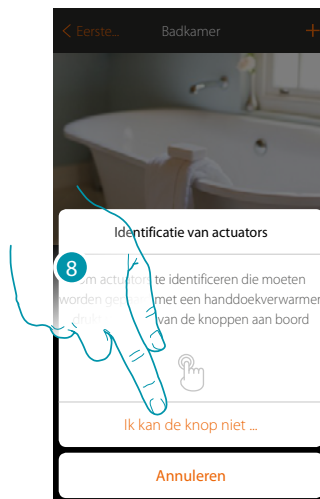 Eerste... Badkamer +
Identificatie van actuators
8
om actuators te identificeren die moeten
worden met een handdoekverwarmer
van de knoppen aan boord
Ik kan de knop niet ...
Annuleren